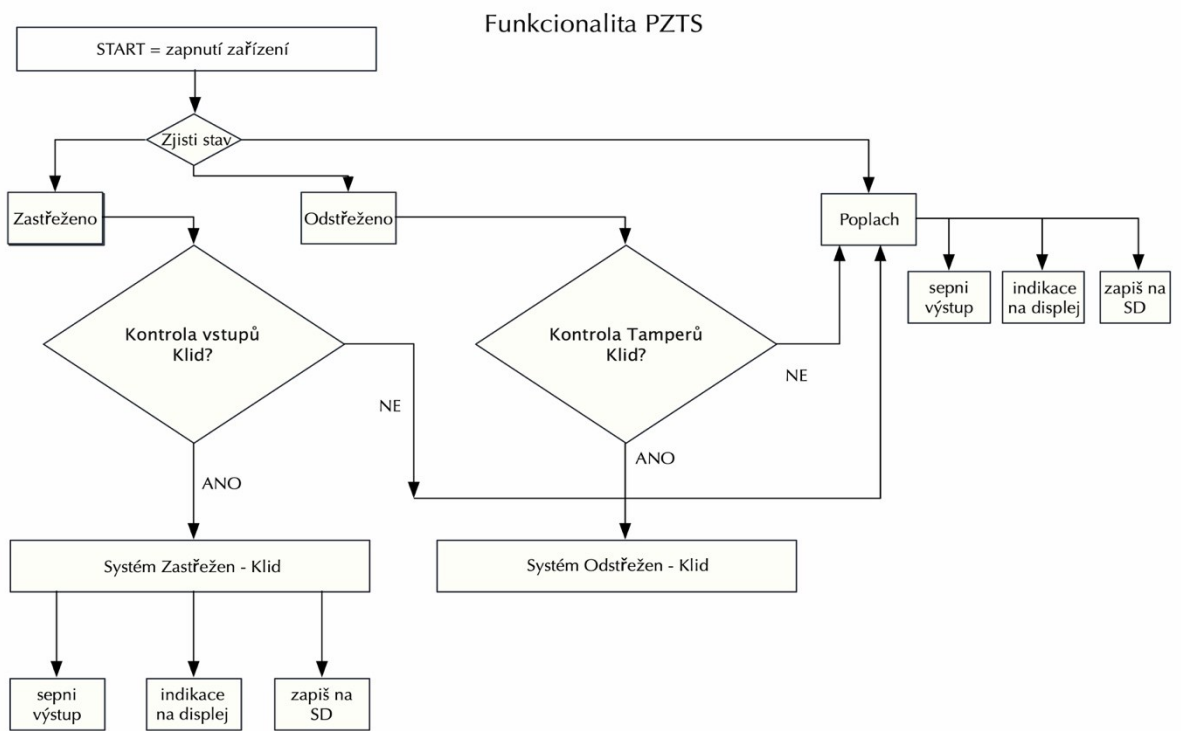 Funkcionalita PZTS
START = zapnutí zařízení
Zjisti stav
Zastřeženo
Odstřeženo
Poplach
sepni
výstup
indikace
na displej
zapiš na
SD
Kontrola vstupů
Klid?
Kontrola Tamperů
Klid?
NE
NE
ANO
ANO
Systém Zastřežen - Klid
Systém Odstřežen - Klid
sepni
výstup
indikace
na displej
zapiš na
SD